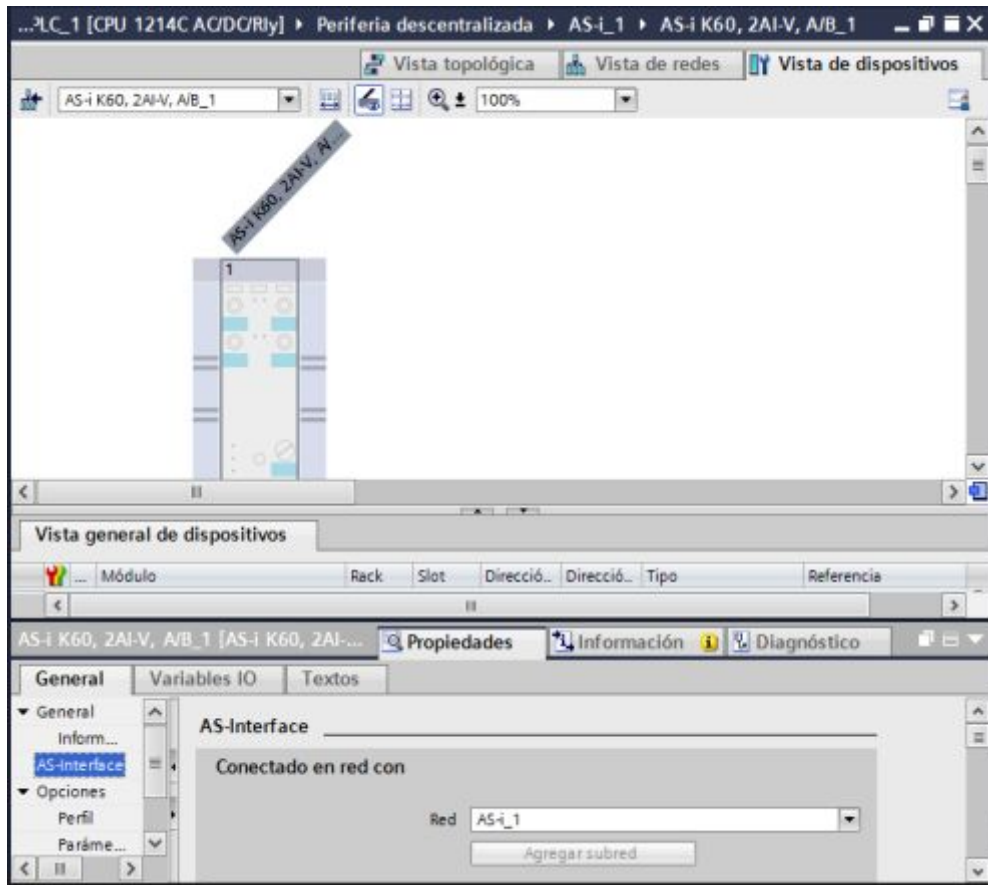 ...PLC_1 [CPU 1214C AC/DC/Rly] ▸ Periferia descentralizada ▸ AS-i_1 ▸ AS-i K60, 2AI-V, A/B_1
Vista topológica Vista de redes Vista de dispositivos
AS-i K60, 2AI-V, A/B_1 100%
AS-i K60, 2AI-V, A/...
1
Vista general de dispositivos
... Módulo Rack Slot Direcció... Direcció... Tipo Referencia
AS-i K60, 2AI-V, A/B_1 [AS-i K60, 2AI-... Propiedades Información Diagnóstico
General Variables IO Textos
General
Inform...
AS-Interface
Opciones
Perfil
Paráme...
AS-Interface
Conectado en red con
Red AS-i_1
Agregar subred